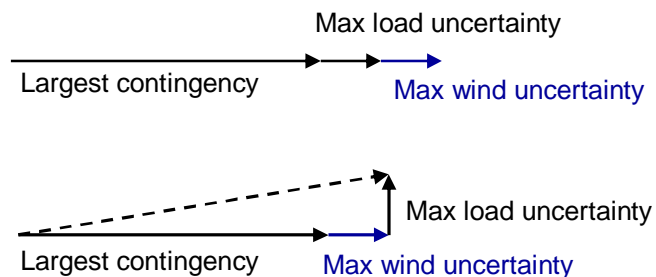 Max load uncertainty
Largest contingency
Max wind uncertainty
Max load uncertainty
Largest contingency
Max wind uncertainty